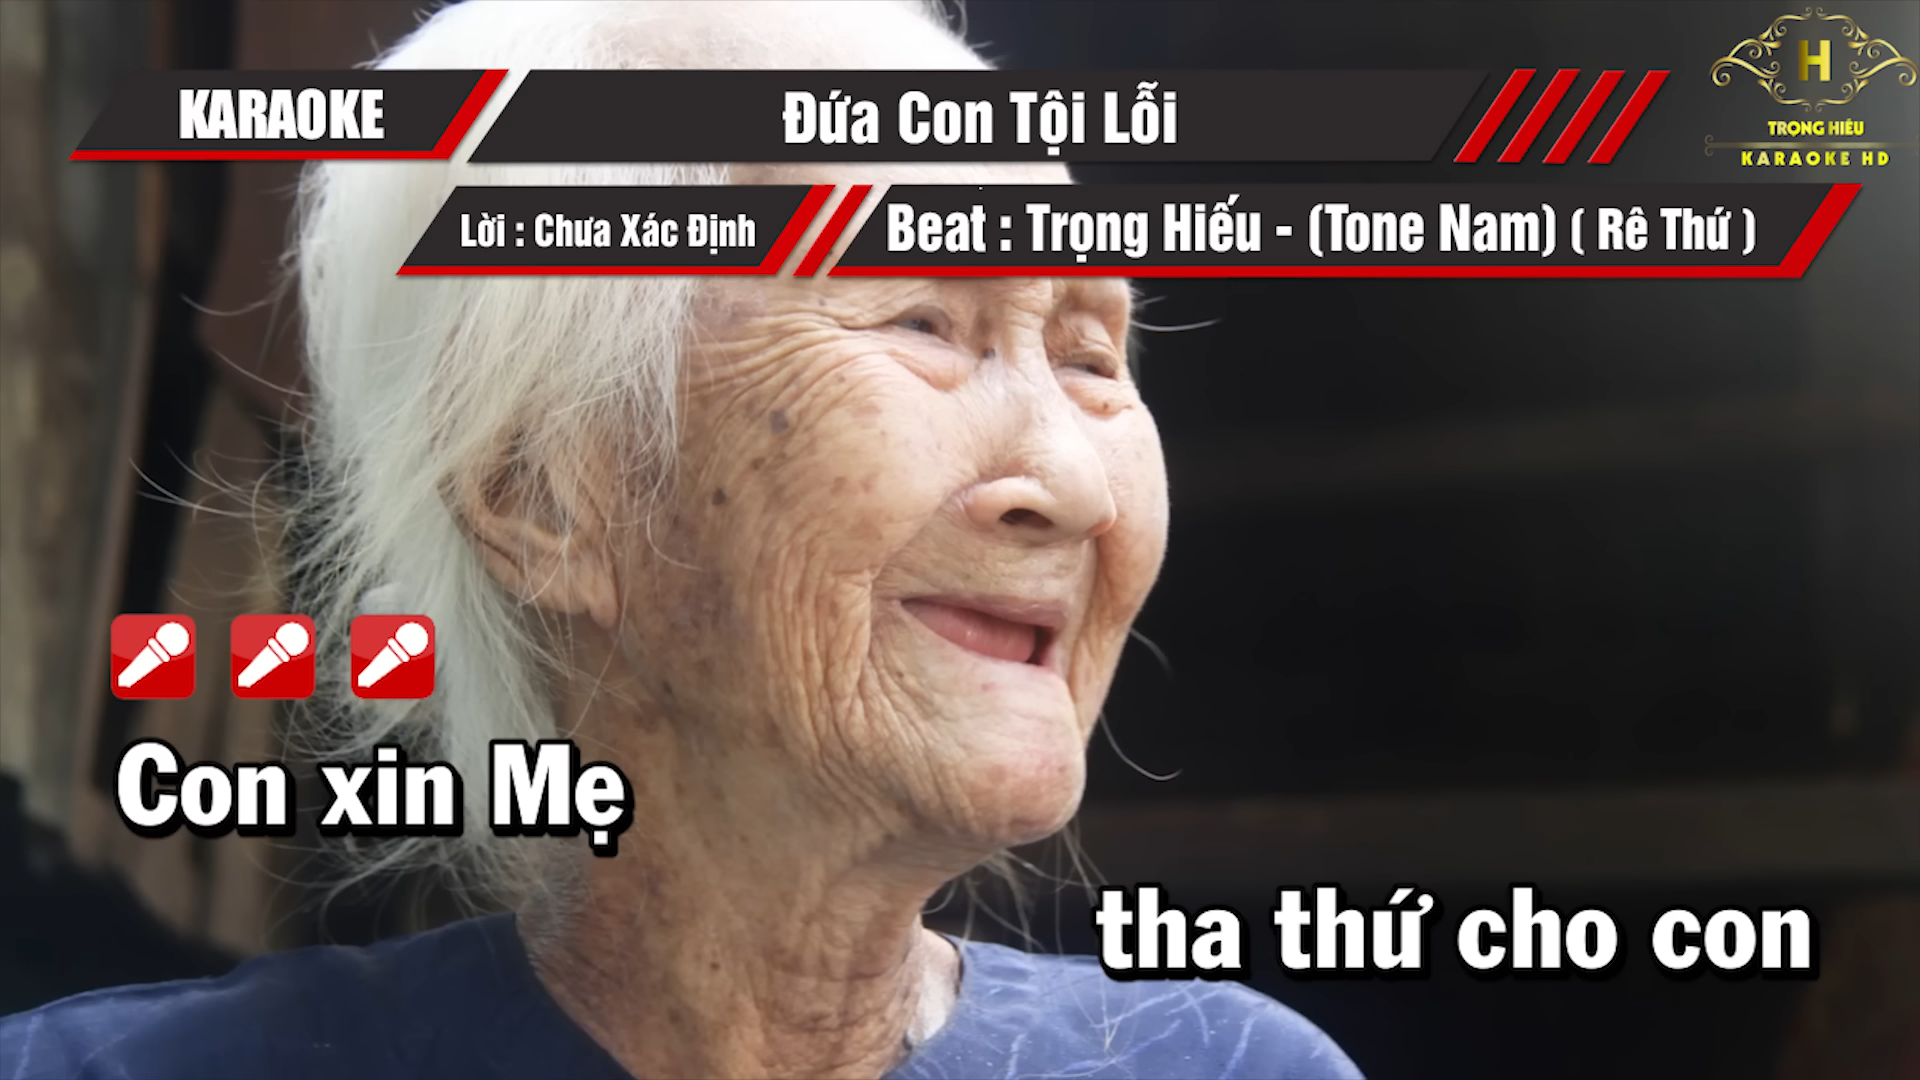 KARAOKE
Đứa Con Tội Lỗi
H
TRỌNG HIẾU
KARAOKE HD
Lời : Chưa Xác Định
Beat : Trọng Hiếu - (Tone Nam) ( Rê Thứ )
Con xin Mẹ
tha thứ cho con